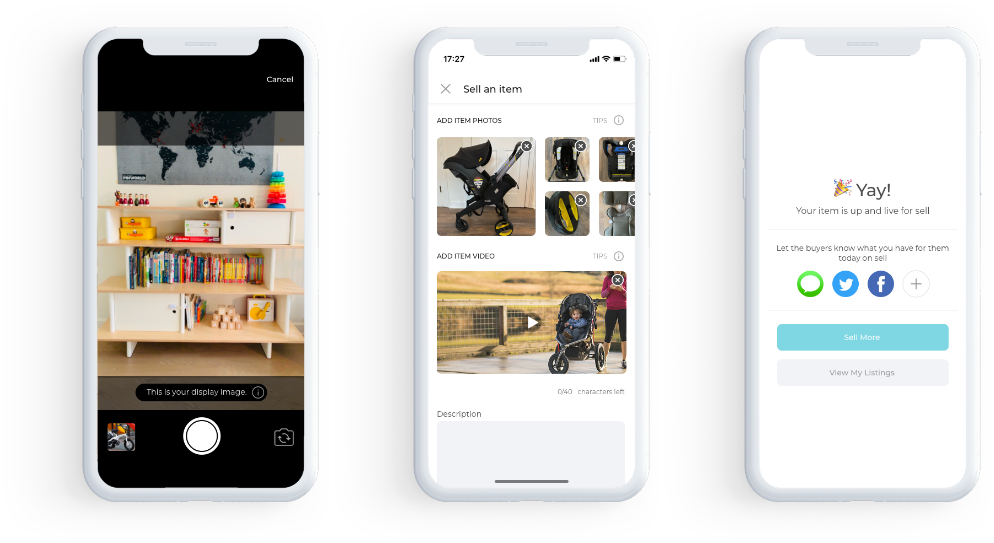 Cancel
This is your display image.
17:27
Sell an item
ADD ITEM PHOTOS
TIPS
ADD ITEM VIDEO
TIPS
0/40 characters left
Description
Yay!
Your item is up and live for sell
Let the buyers know what you have for them
today on sell
Sell More
View My Listings